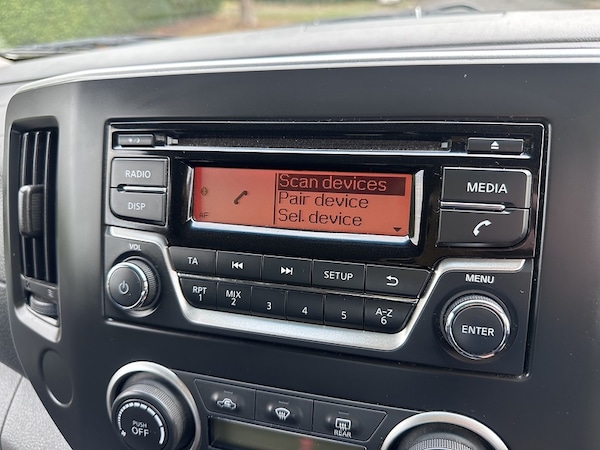 RADIO
DISP
Scan devices
Pair device
Sel. device
MEDIA
VOL
TA
SETUP
MENU
RPT 1
MIX 2
3
4
5
A-Z 6
ENTER
PUSH OFF
REAR